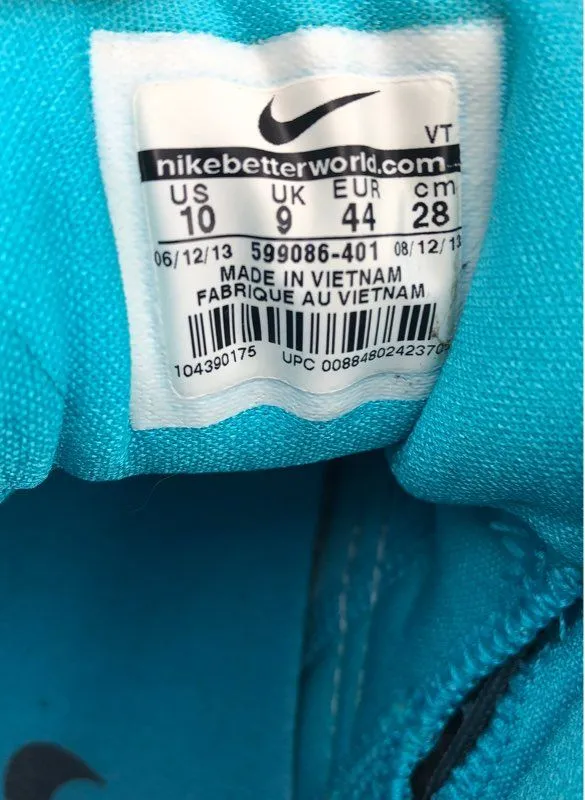 VT
nikebetterworld.com
US UK EUR cm
10 9 44 28
06/12/13 599086-401 08/12/13
MADE IN VIETNAM
FABRIQUE AU VIETNAM
104390175 UPC